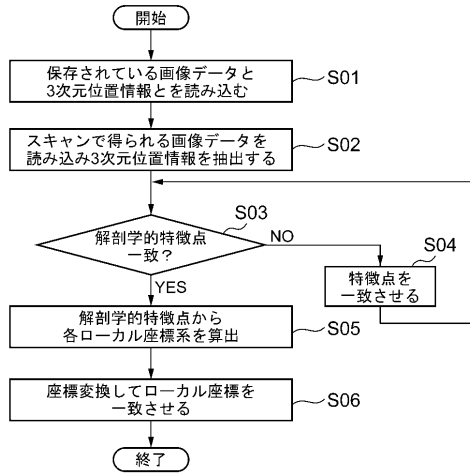 開始
保存されている画像データと
3次元位置情報とを読み込む
S01
スキャンで得られる画像データを
読み込み3次元位置情報を抽出する
S02
解剖学的特徴点
一致?
S03
NO
S04
特徴点を
一致させる
YES
解剖学的特徴点から
各ローカル座標系を算出
S05
座標変換してローカル座標を
一致させる
S06
終了